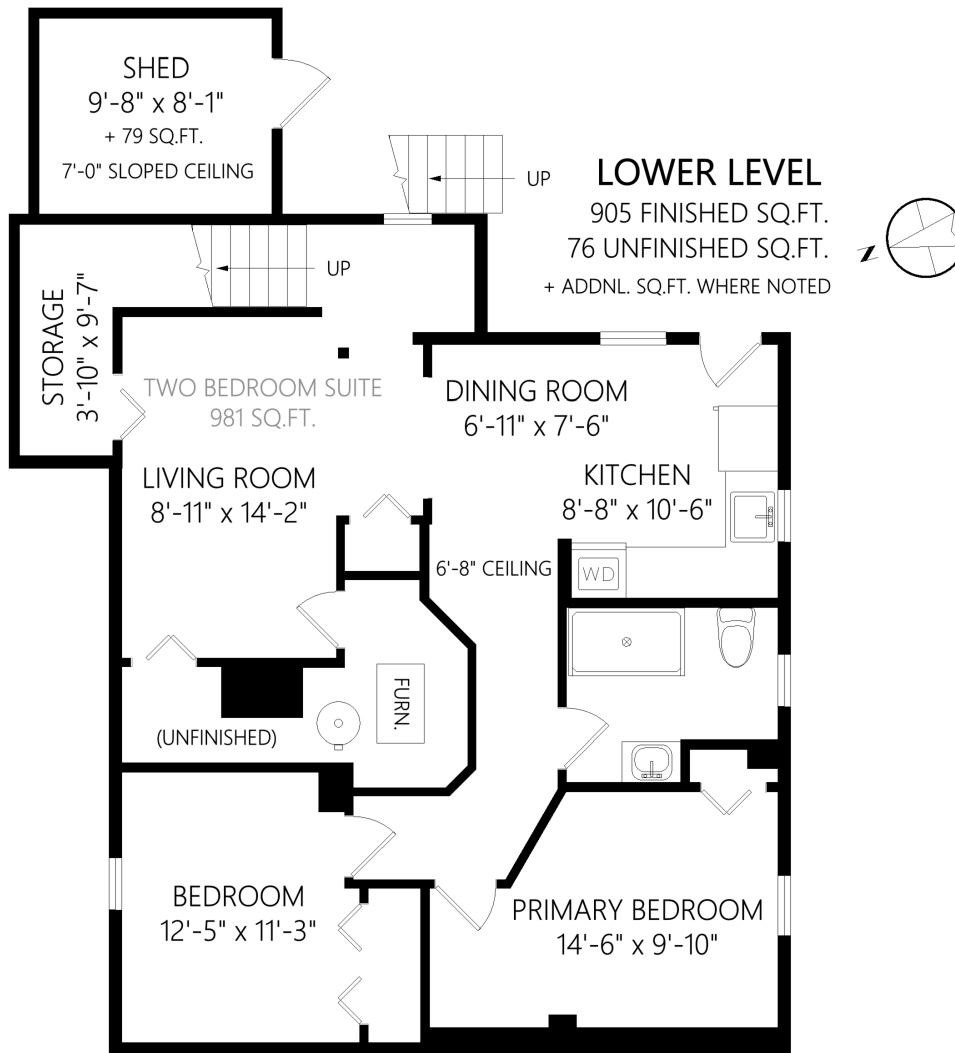 SHED
9'-8" x 8'-1"
+ 79 SQ.FT.
7'-0" SLOPED CEILING
UP
LOWER LEVEL
905 FINISHED SQ.FT.
76 UNFINISHED SQ.FT.
+ ADDNL. SQ.FT. WHERE NOTED
N
UP
STORAGE
3'-10" x 9'-7"
TWO BEDROOM SUITE
981 SQ.FT.
DINING ROOM
6'-11" x 7'-6"
LIVING ROOM
8'-11" x 14'-2"
KITCHEN
8'-8" x 10'-6"
6'-8" CEILING
WD
FURN.
(UNFINISHED)
BEDROOM
12'-5" x 11'-3"
PRIMARY BEDROOM
14'-6" x 9'-10"